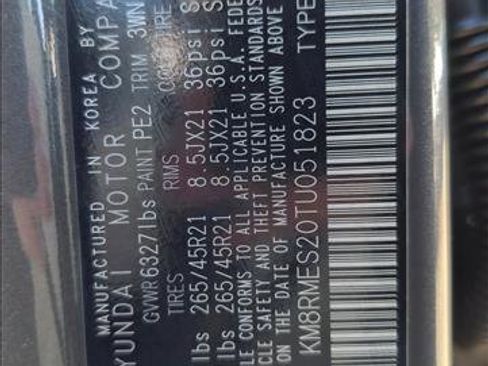 MANUFACTURED IN KOREA BY
YUNDAI MOTOR COMPA
GVWR 6327lbs PAINT PE2 TRIM 3WN
TIRES RIMS
lbs 265/45R21 8.5JX21 36psi
lbs 265/45R21 8.5JX21 36psi
LE CONFORMS TO ALL APPLICABLE U.S.A. FEDE
CLE SAFETY AND THEFT PREVENTION STANDARDS
N THE DATE OF MANUFACTURE SHOWN ABOVE
KM8RMES20TU051823 TYPE